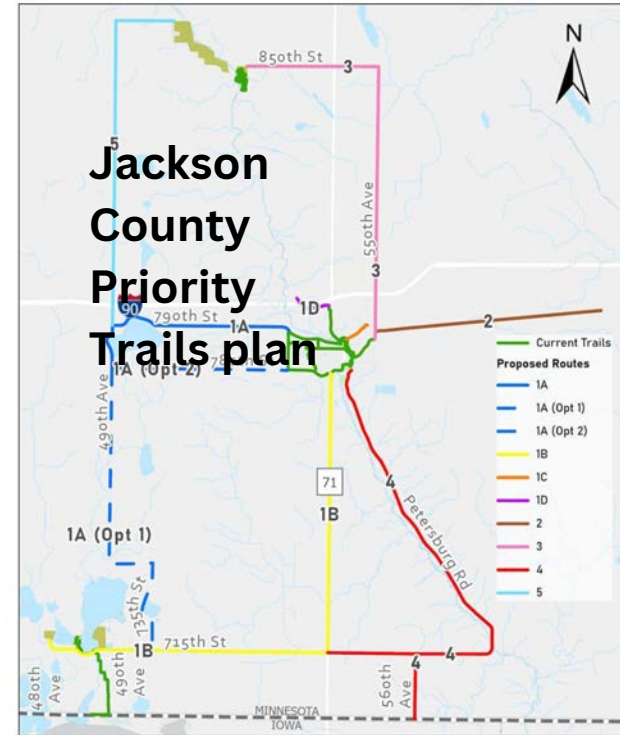 N
850th St
3
5
Jackson
County
Priority
Trails plan
550th Ave
3
90
790th St
1D
1A
2
1A (Opt 2)
490th Ave
Current Trails
Proposed Routes
1A
1A (Opt 1)
1A (Opt 2)
1B
1C
1D
2
3
4
5
71
1B
4
Petersburg Rd
1A (Opt 1)
735th St
1B
715th St
4
4
480th
Ave
490th
Ave
560th
Ave
MINNESOTA
IOWA